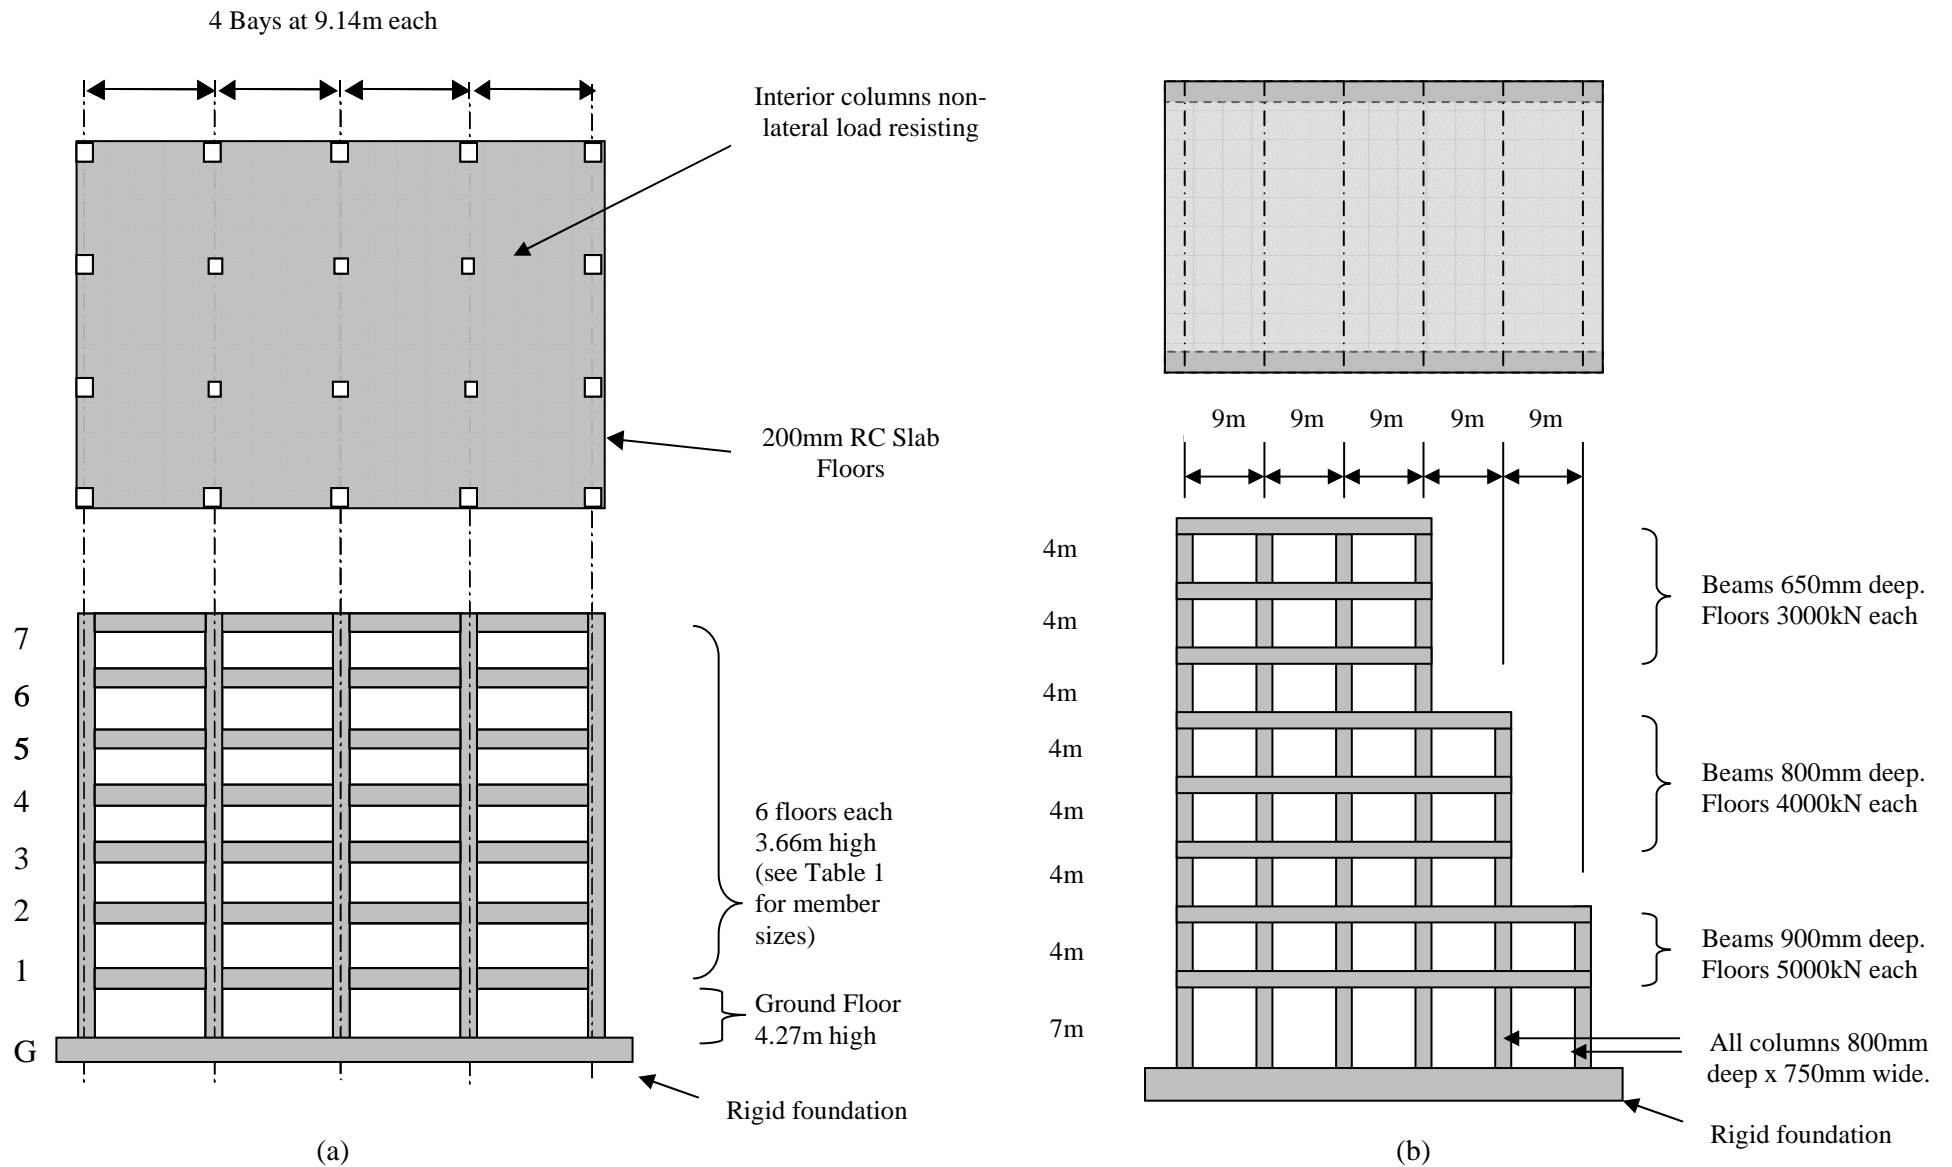 4 Bays at 9.14m each
Interior columns non-
lateral load resisting
200mm RC Slab
Floors
7
6
5
4
3
2
1
G
6 floors each
3.66m high
(see Table 1
for member
sizes)
Ground Floor
4.27m high
Rigid foundation
(a)
9m 9m 9m 9m 9m
4m
4m
4m
4m
4m
4m
4m
7m
Beams 650mm deep.
Floors 3000kN each
Beams 800mm deep.
Floors 4000kN each
Beams 900mm deep.
Floors 5000kN each
All columns 800mm
deep x 750mm wide.
Rigid foundation
(b)